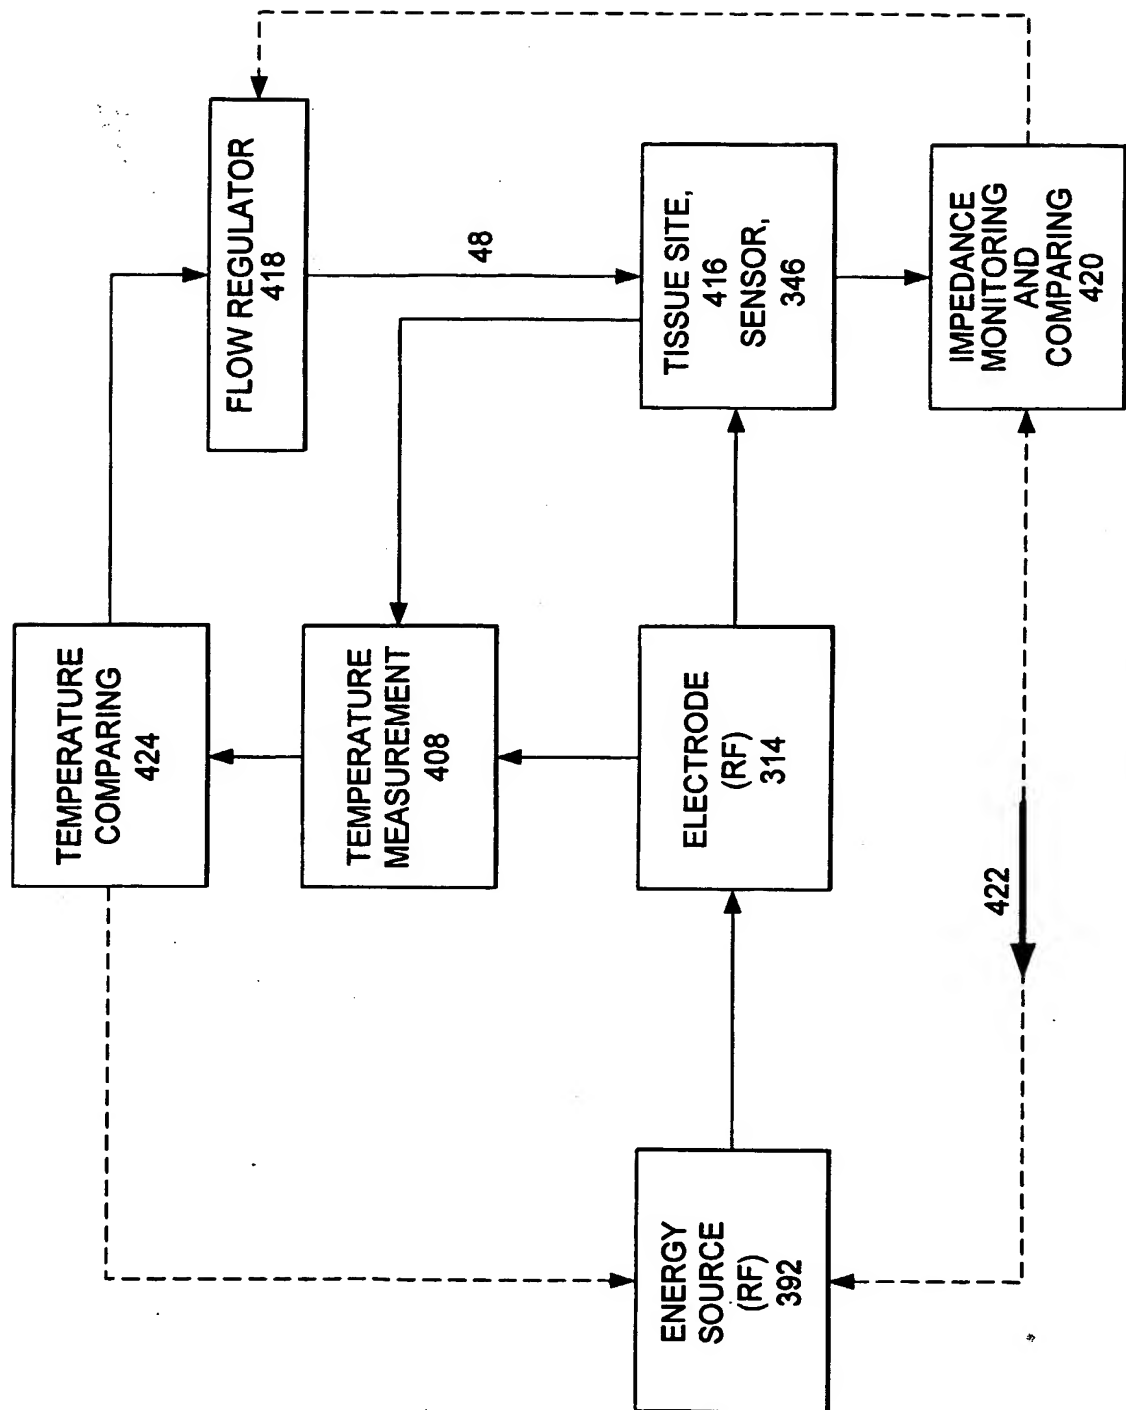 ENERGY
SOURCE
(RF)
392
TEMPERATURE
COMPARING
424
TEMPERATURE
MEASUREMENT
408
ELECTRODE
(RF)
314
422
FLOW REGULATOR
418
48
TISSUE SITE,
416
SENSOR,
346
IMPEDANCE
MONITORING
AND
COMPARING
420